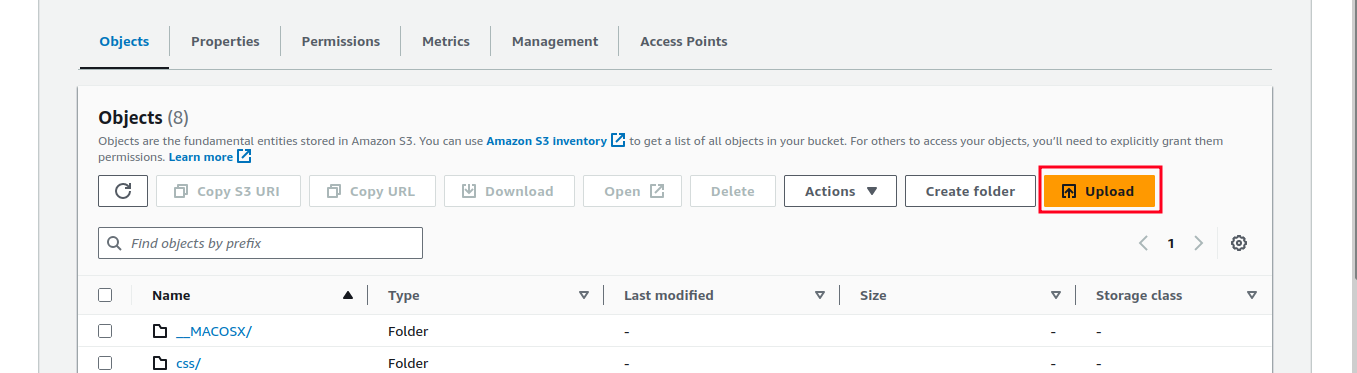 Objects Properties Permissions Metrics Management Access Points
Objects (8)
Objects are the fundamental entities stored in Amazon S3. You can use Amazon S3 inventory to get a list of all objects in your bucket. For others to access your objects, you'll need to explicitly grant them
permissions. Learn more
Copy S3 URI Copy URL Download Open Delete Actions Create folder Upload
Find objects by prefix 1
Name Type Last modified Size Storage class
__MACOSX/ Folder - - -
css/ Folder - - -